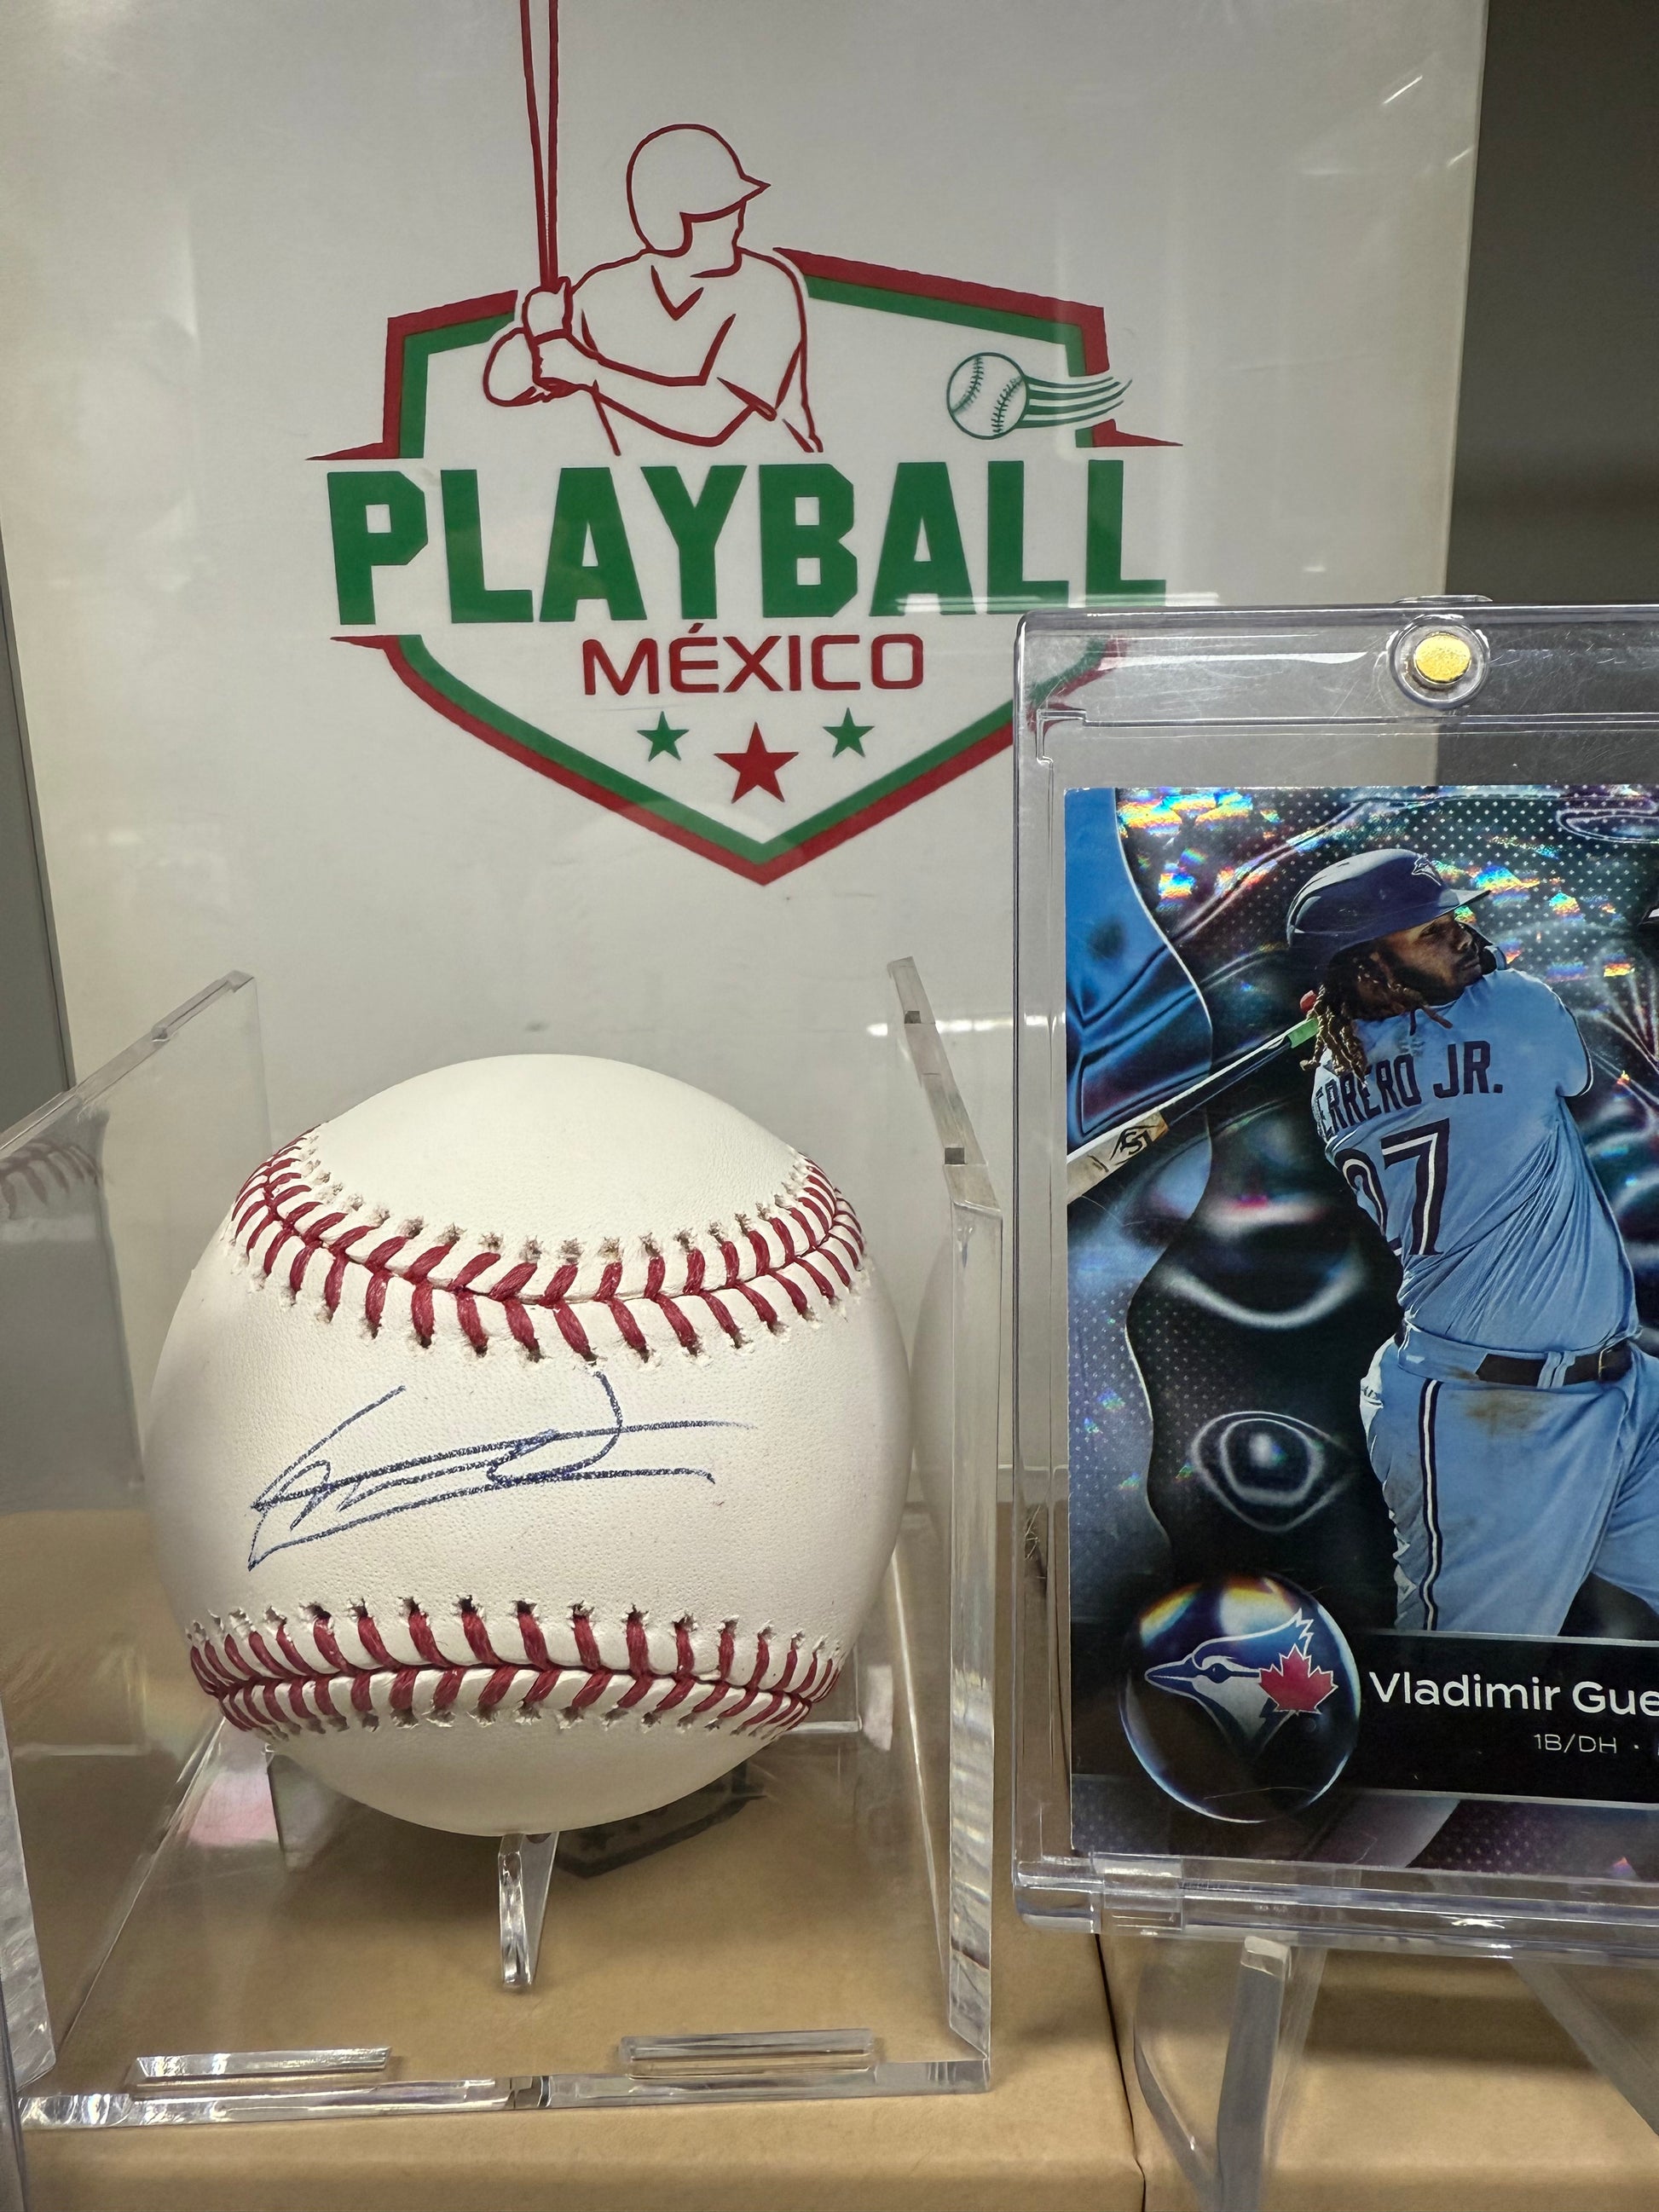 PLAYBALL
MÉXICO
ERRERO JR.
27
Vladimir Gue
1B/DH ·